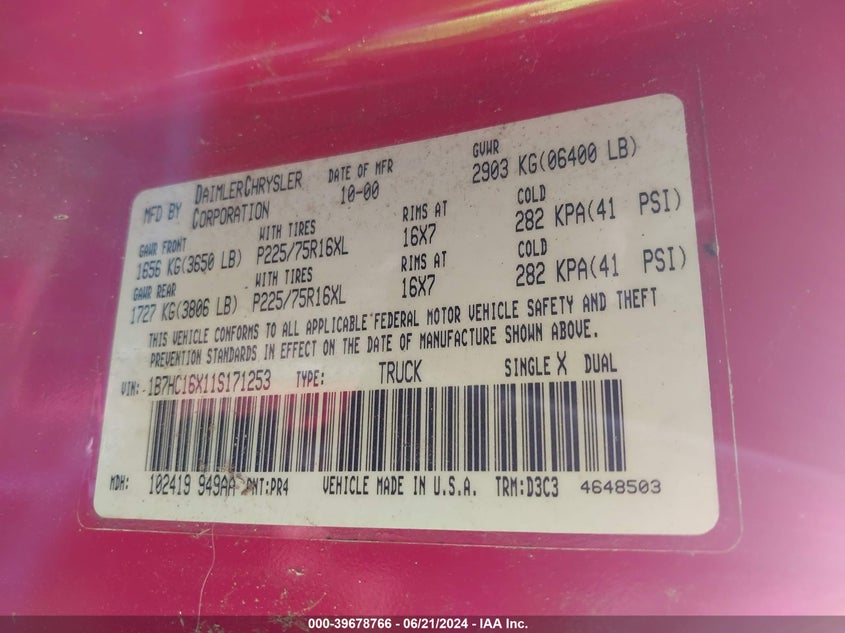 MFD BY DAIMLERCHRYSLER CORPORATION DATE OF MFR 10-00 GVWR 2903 KG(06400 LB)
GAWR FRONT WITH TIRES RIMS AT COLD
1656 KG(3650 LB) P225/75R16XL 16X7 282 KPA(41 PSI)
GAWR REAR WITH TIRES RIMS AT COLD
1727 KG(3806 LB) P225/75R16XL 16X7 282 KPA(41 PSI)
THIS VEHICLE CONFORMS TO ALL APPLICABLE FEDERAL MOTOR VEHICLE SAFETY AND THEFT
PREVENTION STANDARDS IN EFFECT ON THE DATE OF MANUFACTURE SHOWN ABOVE.
VIN: 1B7HC16X11S171253 TYPE: TRUCK SINGLE X DUAL
MDH: 102419 949AA PNT:PR4 VEHICLE MADE IN U.S.A. TRM:D3C3 4648503
000-39678766 - 06/21/2024 - IAA Inc.